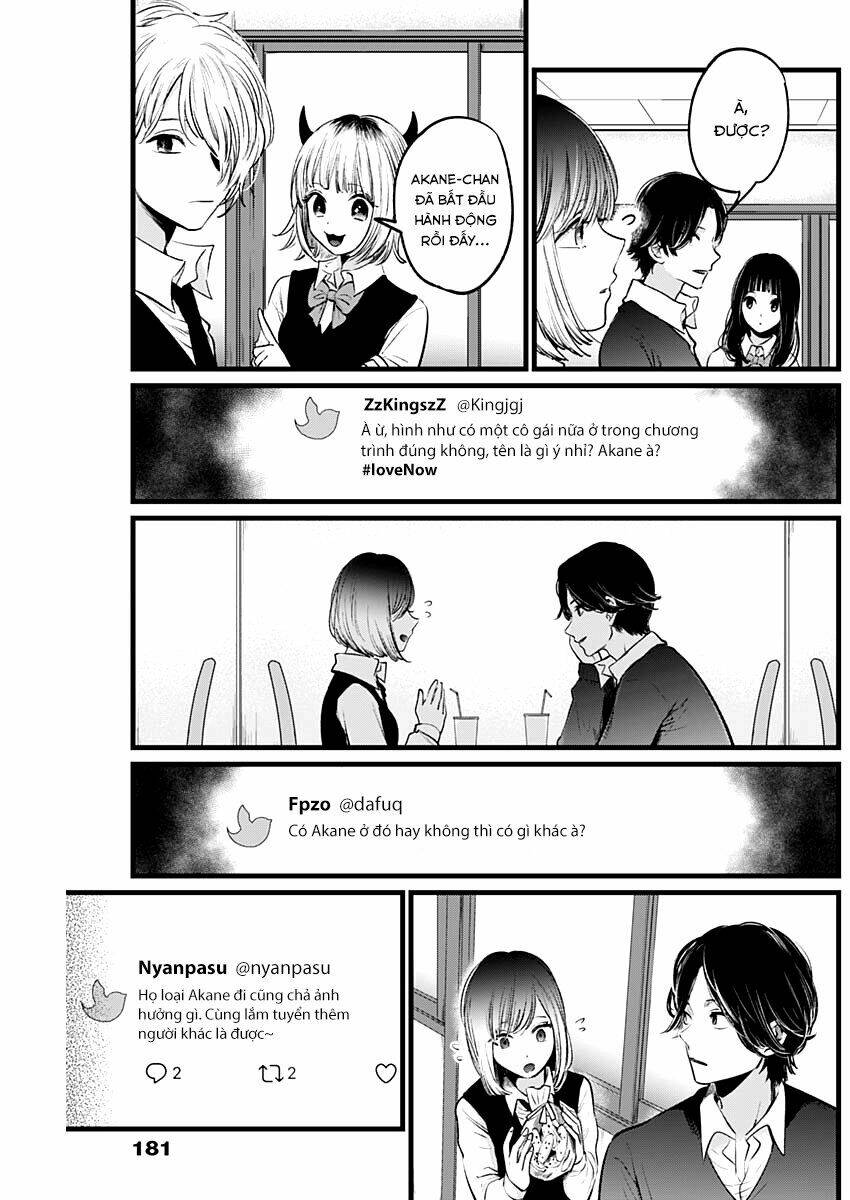 À,
ĐƯỢC?
AKANE-CHAN
ĐÃ BẮT ĐẦU
HÀNH ĐỘNG
RỒI ĐẤY...
ZzKingszZ @Kingjgj
À ừ, hình như có một cô gái nữa ở trong chương
trình đúng không, tên là gì ý nhỉ? Akane à?
#loveNow
Fpzo @dafuq
Có Akane ở đó hay không thì có gì khác à?
Nyanpasu @nyanpasu
Họ loại Akane đi cũng chả ảnh
hưởng gì. Cùng lắm tuyển thêm
người khác là được~
2 2
181